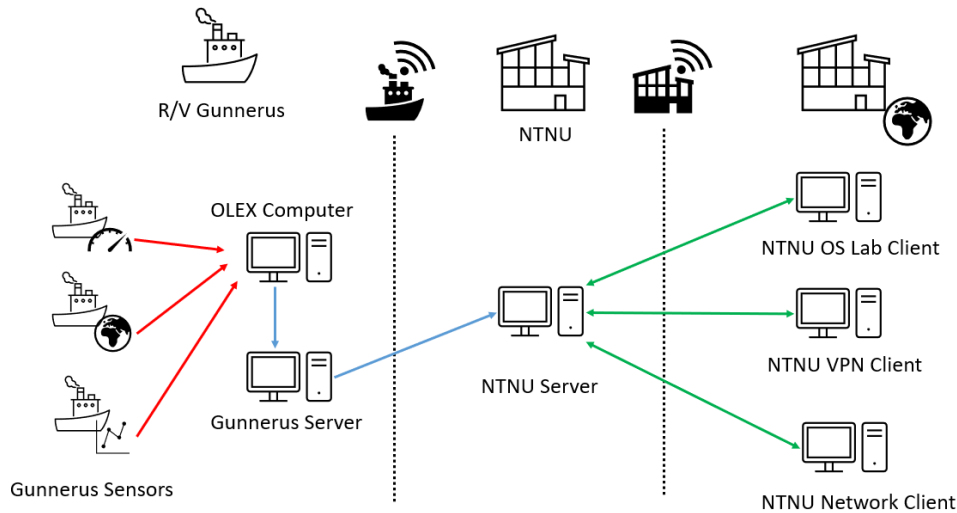 R/V Gunnerus
NTNU
OLEX Computer
NTNU OS Lab Client
NTNU VPN Client
Gunnerus Server
NTNU Server
Gunnerus Sensors
NTNU Network Client